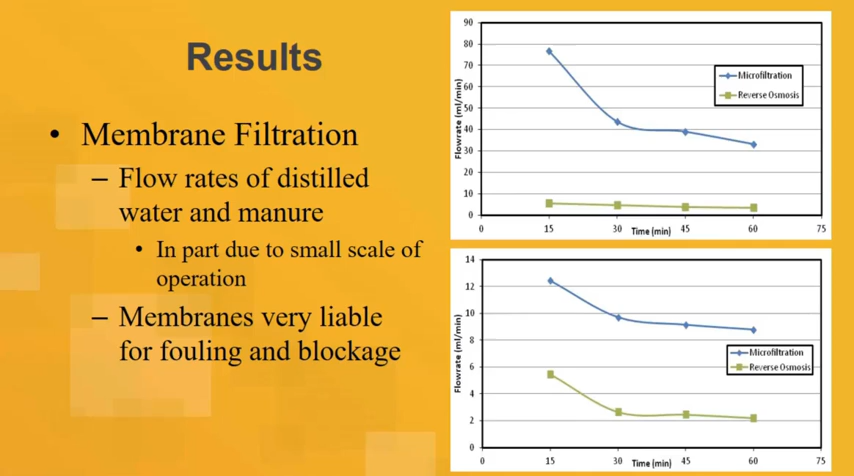 Results
• Membrane Filtration
– Flow rates of distilled
water and manure
• In part due to small scale of
operation
– Membranes very liable
for fouling and blockage
90
80
70
60
50
40
30
20
10
0
Flowrate (ml/min)
Microfiltration
Reverse Osmosis
0 15 30 45 60 75
Time (min)
14
12
10
8
6
4
2
0
Flowrate (ml/min)
Microfiltration
Reverse Osmosis
0 15 30 45 60 75
Time (min)